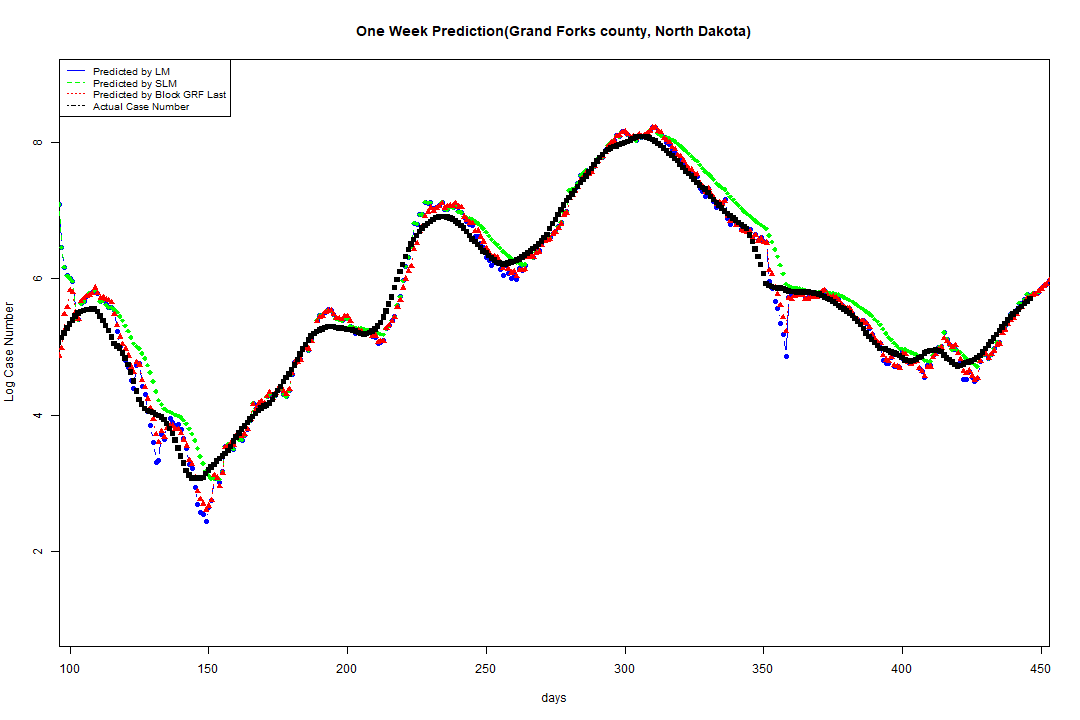 One Week Prediction(Grand Forks county, North Dakota)
Predicted by LM
Predicted by SLM
Predicted by Block GRF Last
Actual Case Number
8
6
4
2
Log Case Number
100 150 200 250 300 350 400 450
days